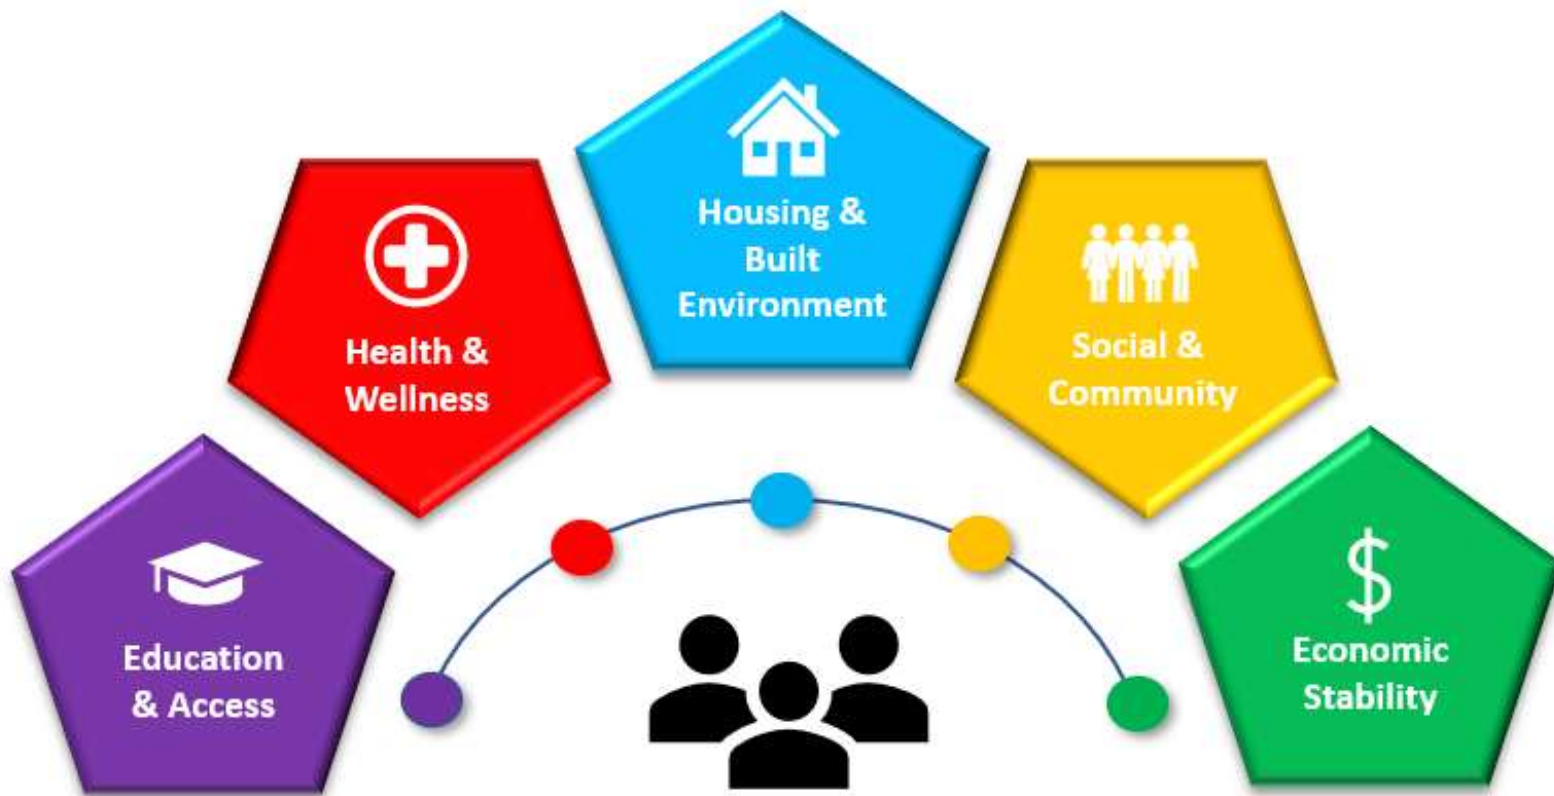 Education
& Access
Health &
Wellness
Housing &
Built
Environment
Social &
Community
$
Economic
Stability